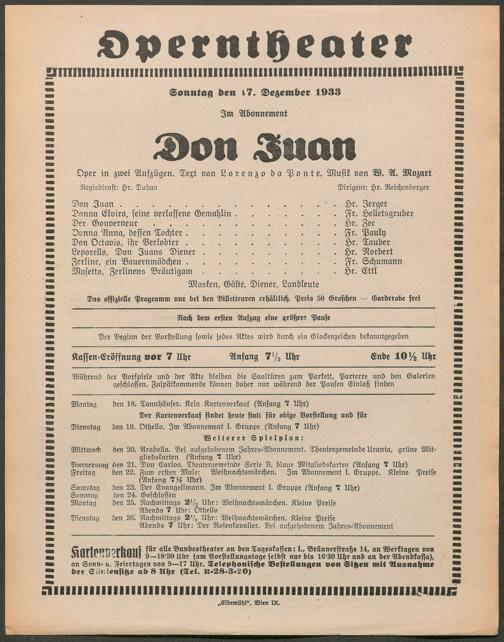 Operntheater
Sonntag den 17. Dezember 1933
Im Abonnement
Don Juan
Oper in zwei Aufzügen. Text von Lorenzo da Ponte. Musik von W. A. Mozart
Regiedienst: Hr. Duhan Dirigent: Hr. Reichenberger
Don Juan . . . . . . . . . . Hr. Jerger
Donna Elvira, seine verlassene Gemahlin . . . . . . Fr. Helletsgruber
Der Gouverneur . . . . . . . . . . Hr. Zec
Donna Anna, dessen Tochter . . . . . . . . Fr. Pauly
Don Octavio, ihr Verlobter . . . . . . . . Hr. Tauber
Leporello, Don Juans Diener . . . . . . . . Hr. Norbert
Zerline, ein Bauernmädchen . . . . . . . . Fr. Schumann
Masetto, Zerlinens Bräutigam . . . . . . . . Hr. Ettl
Masken, Gäste, Diener, Landleute
Das offizielle Programm nur bei den Billetteuren erhältlich. Preis 50 Groschen — Garderobe frei
Nach dem ersten Aufzug eine größere Pause
Der Beginn der Vorstellung sowie jedes Aktes wird durch ein Glockenzeichen bekanntgegeben
Kassen-Eröffnung vor 7 Uhr Anfang 7½ Uhr Ende 10½ Uhr
Während der Vorspiele und der Akte bleiben die Saaltüren zum Parkett, Parterre und den Galerien
geschlossen. Zuspätkommende können daher nur während der Pausen Einlaß finden
Montag den 18. Tannhäuser. Kein Kartenverkauf (Anfang 7 Uhr)
Der Kartenverkauf findet heute statt für obige Vorstellung und für
Dienstag den 19. Othello. Im Abonnement I. Gruppe (Anfang 7 Uhr)
Weiterer Spielplan:
Mittwoch den 20. Arabella. Bei aufgehobenem Jahres-Abonnement. Theatergemeinde Urania, grüne Mit-
gliedskarten (Anfang 7 Uhr)
Donnerstag den 21. Don Carlos. Theatergemeinde Serie B, blaue Mitgliedskarten (Anfang 7 Uhr)
Freitag den 22. Zum ersten Male: Weihnachtsmärchen. Im Abonnement I. Gruppe. Kleine Preise
(Anfang 7½ Uhr)
Samstag den 23. Der Evangelimann. Im Abonnement I. Gruppe (Anfang 7 Uhr)
Sonntag den 24. Geschlossen
Montag den 25. Nachmittags 2½ Uhr: Weihnachtsmärchen. Kleine Preise
Abends 7 Uhr: Othello
Dienstag den 26. Nachmittags 2½ Uhr: Weihnachtsmärchen. Kleine Preise
Abends 7 Uhr: Der Rosenkavalier. Bei aufgehobenem Jahres-Abonnement
Kartenverkauf für alle Bundestheater an den Tageskassen: I., Bräunerstraße 14, an Werktagen von
9—18·30 Uhr (am Vorstellungstage selbst nur bis 16·30 Uhr und an der Abendkassa),
an Sonn- u. Feiertagen von 9—17 Uhr. Telephonische Bestellungen von Sitzen mit Ausnahme
der Säulensitze ab 8 Uhr (Tel. R-28-3-20)
„Elbemühl“, Wien IX.